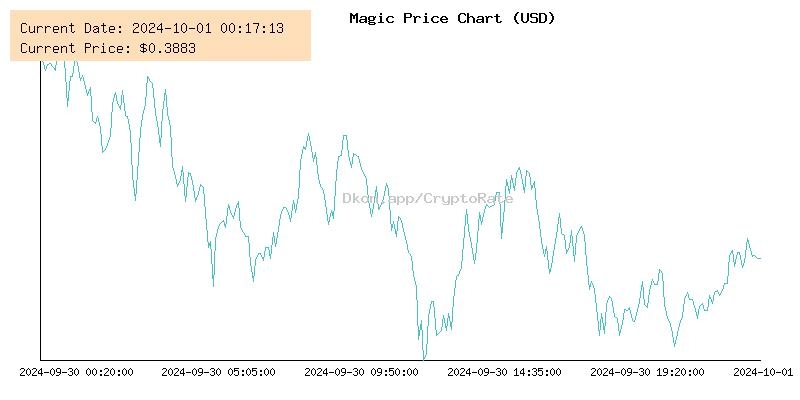 Magic Price Chart (USD)
Current Date: 2024-10-01 00:17:13
Current Price: $0.3883
Dkon.app/CryptoRate
2024-09-30 00:20:00 2024-09-30 05:05:00 2024-09-30 09:50:00 2024-09-30 14:35:00 2024-09-30 19:20:00 2024-10-01